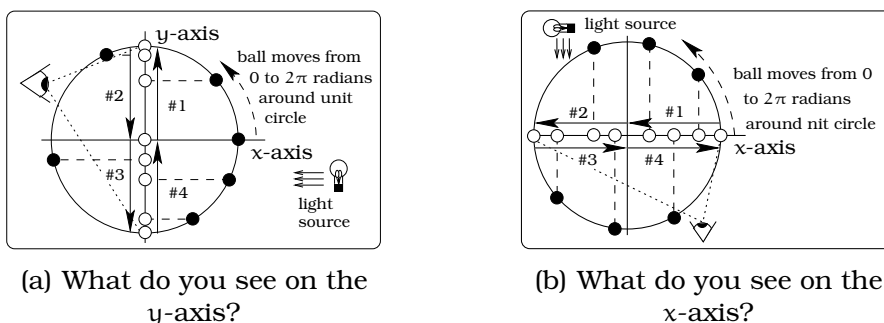 y-axis
ball moves from
0 to 2π radians
around unit
circle
#2
#1
x-axis
#3
#4
light
source
(a) What do you see on the
y-axis?
light source
ball moves from 0
to 2π radians
around nit circle
#2
#1
x-axis
#3
#4
(b) What do you see on the
x-axis?